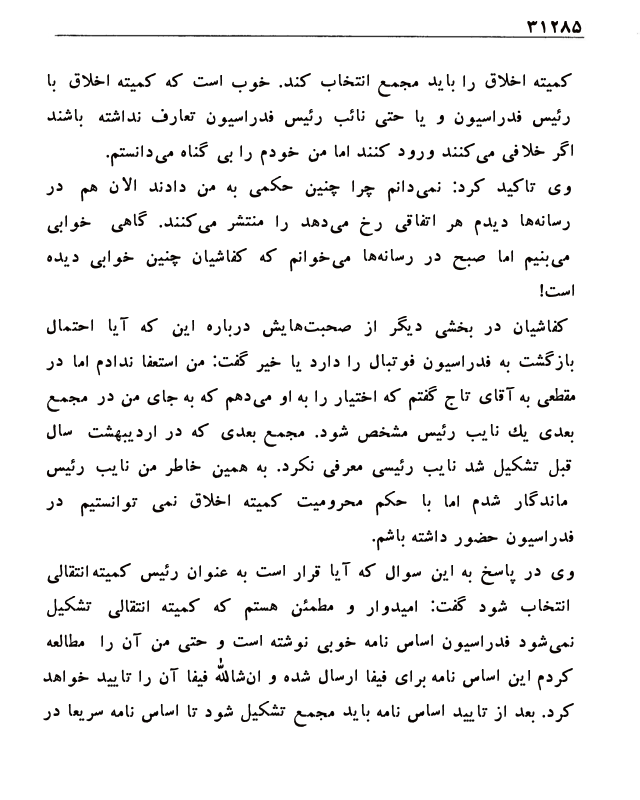 ۳۱۲۸۵
کمیته اخلاق را باید مجمع انتخاب کند. خوب است که کمیته اخلاق با
رئیس فدراسیون و یا حتی نائب رئیس فدراسیون تعارف نداشته باشند
اگر خلافی می‌کنند ورود کنند اما من خودم را بی گناه می‌دانستم.
وی تاکید کرد: نمی‌دانم چرا چنین حکمی به من دادند الان هم در
رسانه‌ها دیدم هر اتفاقی رخ می‌دهد را منتشر می‌کنند. گاهی خوابی
می‌بنیم اما صبح در رسانه‌ها می‌خوانم که کفاشیان چنین خوابی دیده
است!
کفاشیان در بخشی دیگر از صحبت‌هایش درباره این که آیا احتمال
بازگشت به فدراسیون فوتبال را دارد یا خیر گفت: من استعفا ندادم اما در
مقطعی به آقای تاج گفتم که اختیار را به او می‌دهم که به جای من در مجمع
بعدی یك نایب رئیس مشخص شود. مجمع بعدی که در اردیبهشت سال
قبل تشکیل شد نایب رئیسی معرفی نکرد. به همین خاطر من نایب رئیس
ماندگار شدم اما با حکم محرومیت کمیته اخلاق نمی توانستیم در
فدراسیون حضور داشته باشم.
وی در پاسخ به این سوال که آیا قرار است به عنوان رئیس کمیته‌انتقالی
انتخاب شود گفت: امیدوار و مطمئن هستم که کمیته انتقالی تشکیل
نمی‌شود فدراسیون اساس نامه خوبی نوشته است و حتی من آن را مطالعه
کردم این اساس نامه برای فیفا ارسال شده و ان‌شالله فیفا آن را تایید خواهد
کرد. بعد از تایید اساس نامه باید مجمع تشکیل شود تا اساس نامه سریعا در